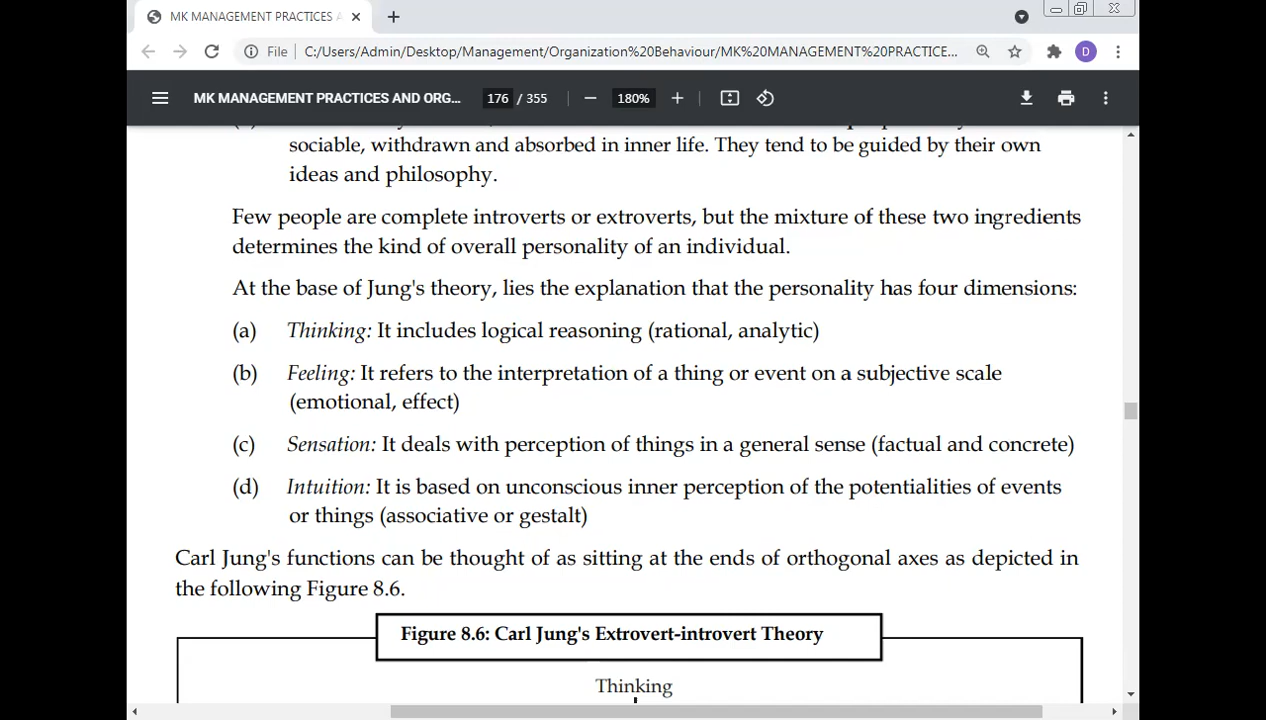 MK MANAGEMENT PRACTICES A
File C:/Users/Admin/Desktop/Management/Organization%20Behaviour/MK%20MANAGEMENT%20PRACTICE... D
MK MANAGEMENT PRACTICES AND ORG... 176 / 355 180%
sociable, withdrawn and absorbed in inner life. They tend to be guided by their own
ideas and philosophy.
Few people are complete introverts or extroverts, but the mixture of these two ingredients
determines the kind of overall personality of an individual.
At the base of Jung's theory, lies the explanation that the personality has four dimensions:
(a) Thinking: It includes logical reasoning (rational, analytic)
(b) Feeling: It refers to the interpretation of a thing or event on a subjective scale
(emotional, effect)
(c) Sensation: It deals with perception of things in a general sense (factual and concrete)
(d) Intuition: It is based on unconscious inner perception of the potentialities of events
or things (associative or gestalt)
Carl Jung's functions can be thought of as sitting at the ends of orthogonal axes as depicted in
the following Figure 8.6.
Figure 8.6: Carl Jung's Extrovert-introvert Theory
Thinking